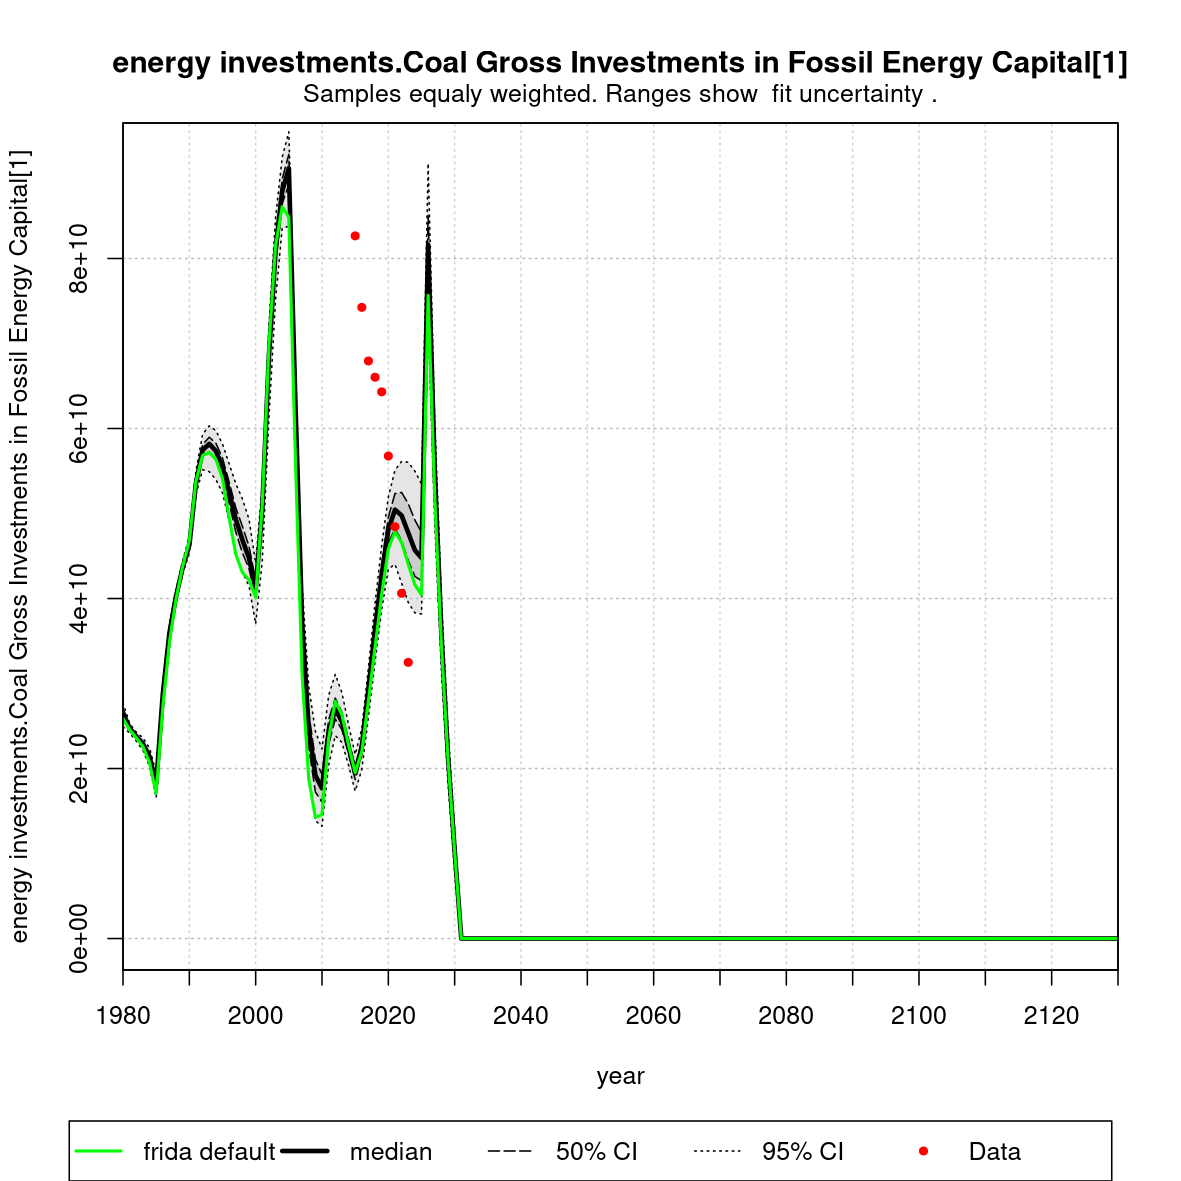 energy investments.Coal Gross Investments in Fossil Energy Capital[1]
Samples equaly weighted. Ranges show  fit uncertainty .
energy investments.Coal Gross Investments in Fossil Energy Capital[1]
8e+10
6e+10
4e+10
2e+10
0e+00
1980 2000 2020 2040 2060 2080 2100 2120
year
frida default median 50% CI 95% CI Data